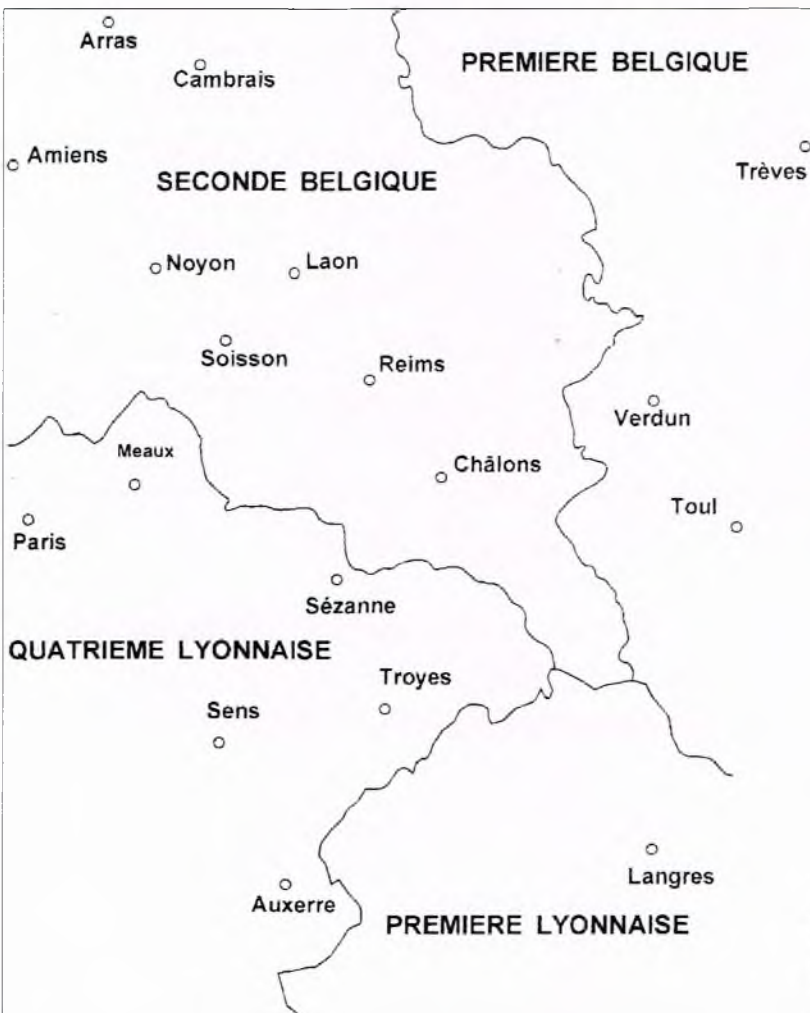 Arras
Cambrais
PREMIERE BELGIQUE
Amiens
Trèves
SECONDE BELGIQUE
Noyon
Laon
Soisson
Reims
Verdun
Meaux
Châlons
Toul
Paris
Sézanne
QUATRIEME LYONNAISE
Troyes
Sens
Langres
Auxerre
PREMIERE LYONNAISE